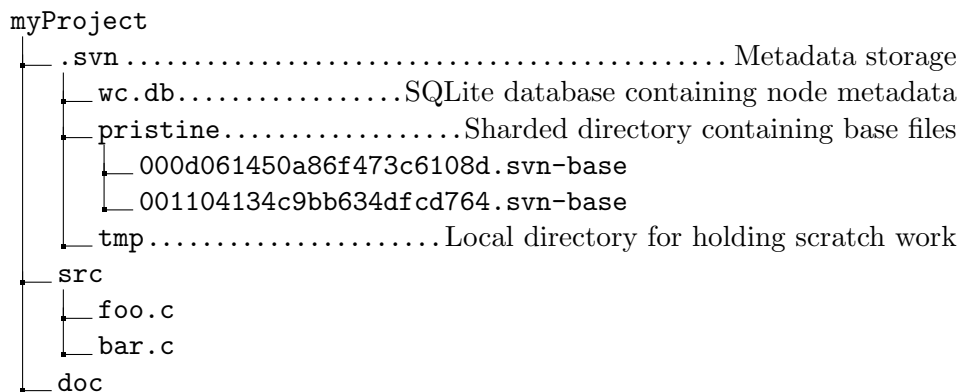 myProject
.svn............................................Metadata storage
wc.db.................SQLite database containing node metadata
pristine..................Sharded directory containing base files
000d061450a86f473c6108d.svn-base
001104134c9bb634dfcd764.svn-base
tmp......................Local directory for holding scratch work
src
foo.c
bar.c
doc